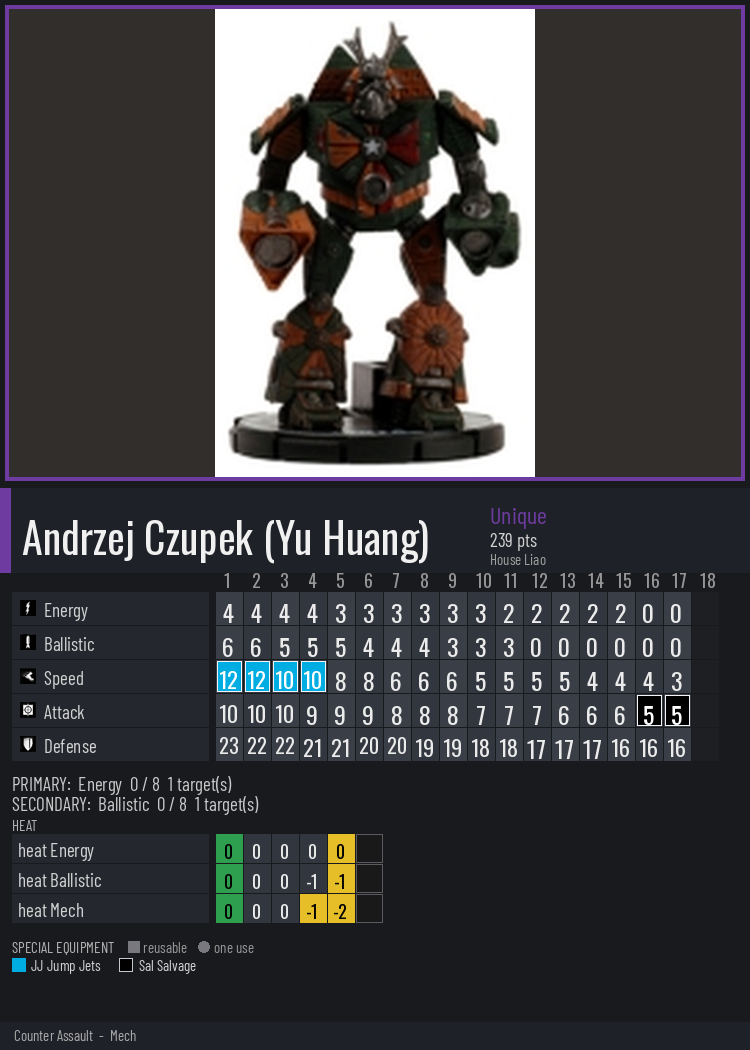 Andrzej Czupek (Yu Huang)
Unique
239 pts
House Liao
1 2 3 4 5 6 7 8 9 10 11 12 13 14 15 16 17 18
Energy 4 4 4 4 3 3 3 3 3 3 2 2 2 2 2 0 0
Ballistic 6 6 5 5 5 4 4 4 3 3 3 0 0 0 0 0 0
Speed 12 12 10 10 8 8 6 6 6 5 5 5 5 4 4 4 3
Attack 10 10 10 9 9 9 8 8 8 7 7 7 6 6 6 5 5
Defense 23 22 22 21 21 20 20 19 19 18 18 17 17 17 16 16 16
PRIMARY: Energy 0 / 8 1 target(s)
SECONDARY: Ballistic 0 / 8 1 target(s)
HEAT
heat Energy 0 0 0 0 0
heat Ballistic 0 0 0 -1 -1
heat Mech 0 0 0 -1 -2
SPECIAL EQUIPMENT reusable one use
JJ Jump Jets Sal Salvage
Counter Assault - Mech